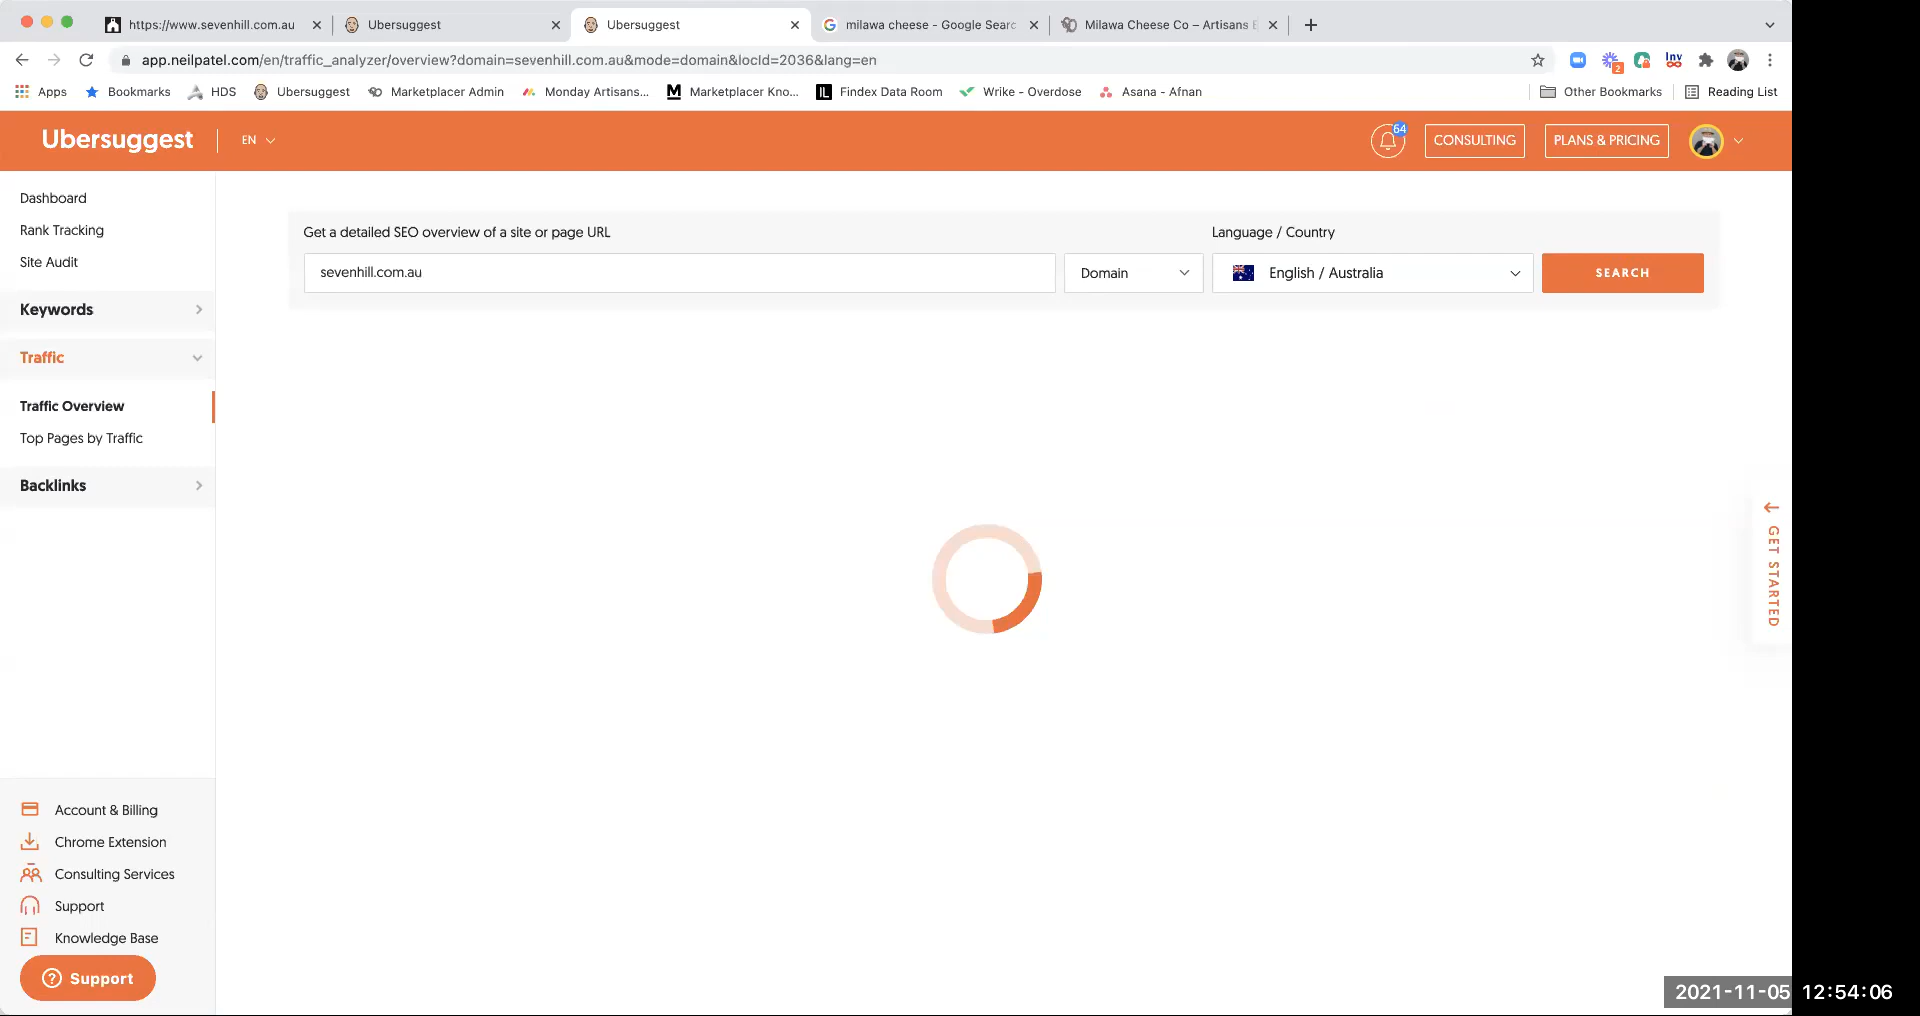 https://www.sevenhill.com.au
Ubersuggest
Ubersuggest
milawa cheese - Google Searc
Milawa Cheese Co – Artisans
app.neilpatel.com/en/traffic_analyzer/overview?domain=sevenhill.com.au&mode=domain&locId=2036&lang=en
2
Inv
Apps
Bookmarks
HDS
Ubersuggest
Marketplacer Admin
Monday Artisans...
M
Marketplacer Kno...
IL
Findex Data Room
Wrike - Overdose
Asana - Afnan
Other Bookmarks
Reading List
Ubersuggest
EN
64
CONSULTING
PLANS & PRICING
Dashboard
Rank Tracking
Site Audit
Keywords
Traffic
Traffic Overview
Top Pages by Traffic
Backlinks
Get a detailed SEO overview of a site or page URL
Language / Country
sevenhill.com.au
Domain
English / Australia
SEARCH
GET STARTED
Account & Billing
Chrome Extension
Consulting Services
Support
Knowledge Base
Support
2021-11-05 12:54:06